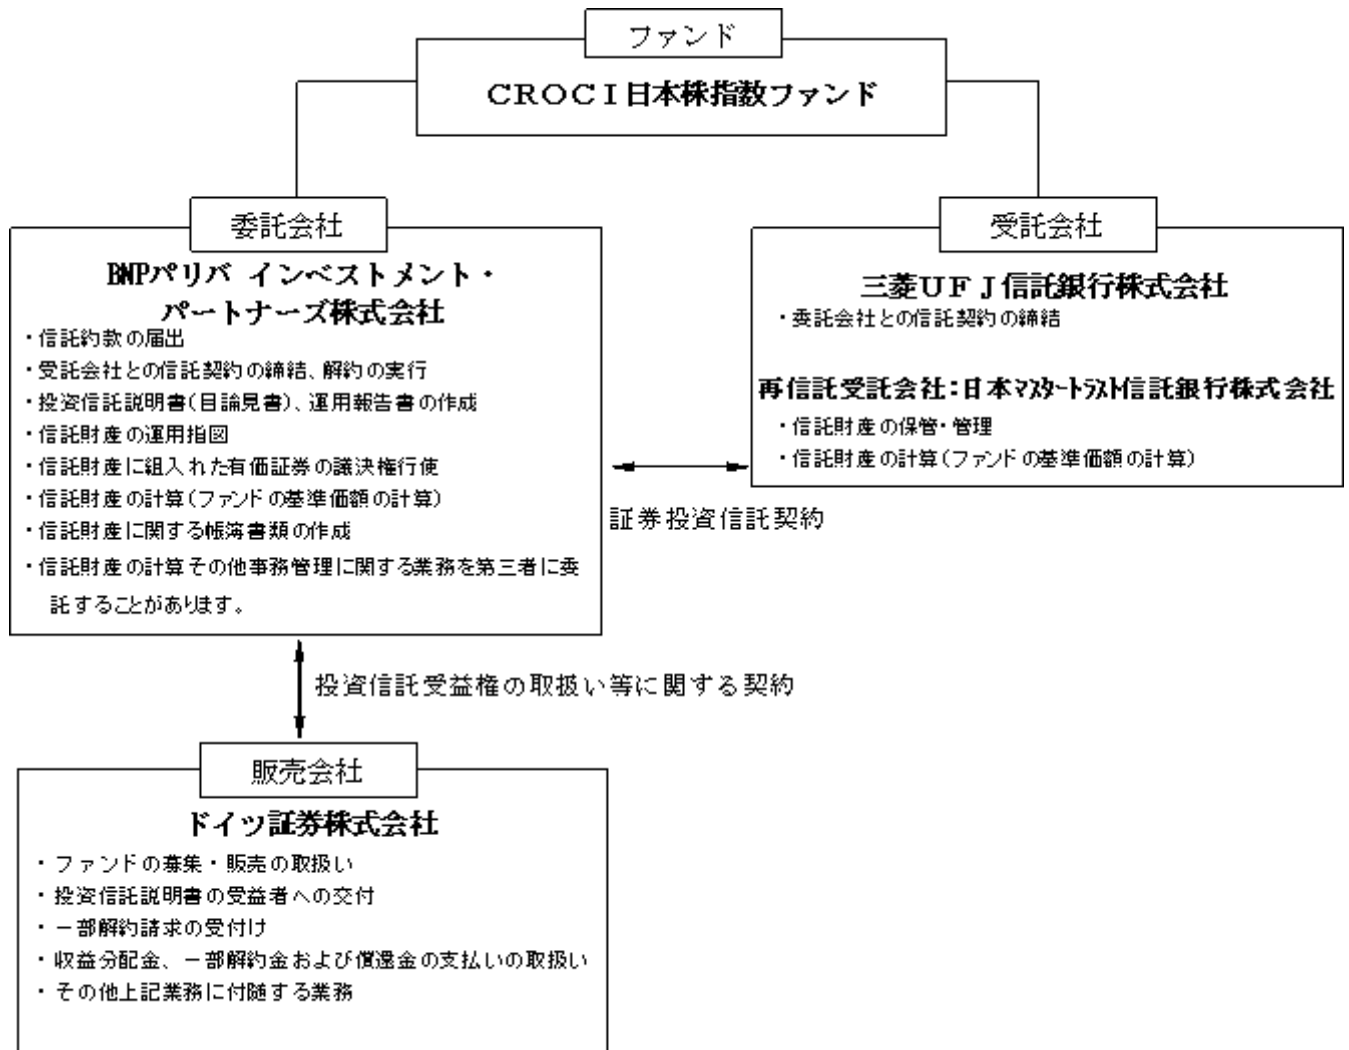 ファンド
CROCI日本株指数ファンド
委託会社
BNPパリバ インベストメント・
パートナーズ株式会社
・信託約款の届出
・受託会社との信託契約の締結、解約の実行
・投資信託説明書(目論見書)、運用報告書の作成
・信託財産の運用指図
・信託財産に組入れた有価証券の議決権行使
・信託財産の計算(ファンドの基準価額の計算)
・信託財産に関する帳簿書類の作成
・信託財産の計算その他事務管理に関する業務を第三者に委
託することがあります。
受託会社
三菱UFJ信託銀行株式会社
・委託会社との信託契約の締結
再信託受託会社:日本マスタートラスト信託銀行株式会社
・信託財産の保管・管理
・信託財産の計算(ファンドの基準価額の計算)
証券投資信託契約
投資信託受益権の取扱い等に関する契約
販売会社
ドイツ証券株式会社
・ファンドの募集・販売の取扱い
・投資信託説明書の受益者への交付
・一部解約請求の受付け
・収益分配金、一部解約金および償還金の支払いの取扱い
・その他上記業務に付随する業務